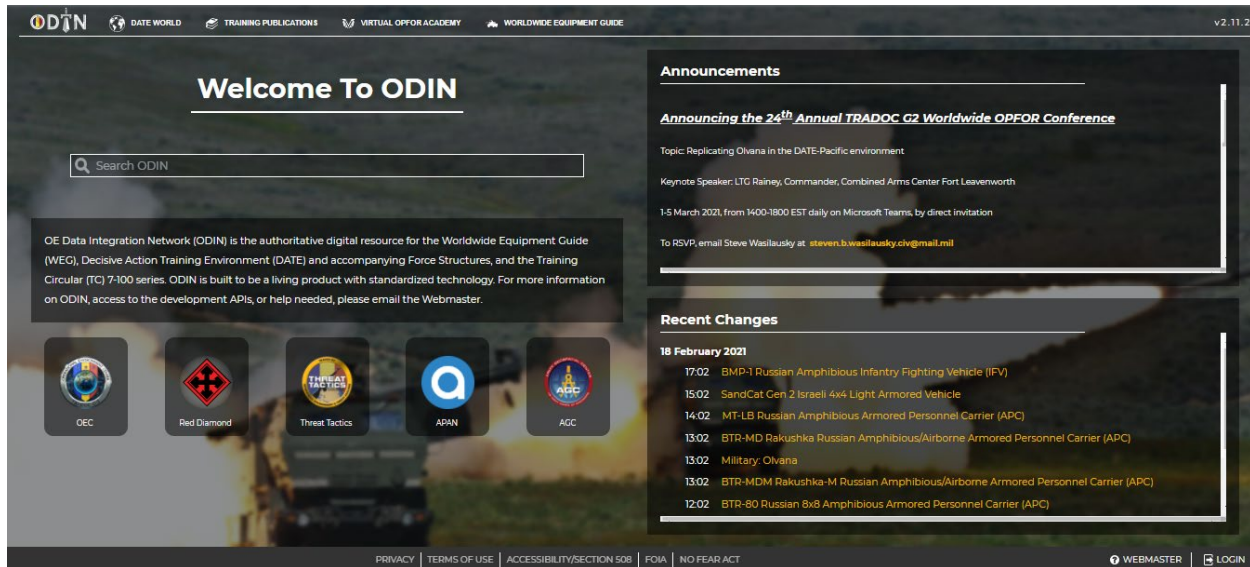 ODIN
DATE WORLD
TRAINING PUBLICATIONS
VIRTUAL OPFOR ACADEMY
WORLDWIDE EQUIPMENT GUIDE
v2.11.2
Welcome To ODIN
Search ODIN
OE Data Integration Network (ODIN) is the authoritative digital resource for the Worldwide Equipment Guide
(WEG), Decisive Action Training Environment (DATE) and accompanying Force Structures, and the Training
Circular (TC) 7-100 series. ODIN is built to be a living product with standardized technology. For more information
on ODIN, access to the development APIs, or help needed, please email the Webmaster.
OEC
Red Diamond
THREAT
TACTICS
Threat Tactics
APAN
AGC
AGC
Announcements
Announcing the 24th Annual TRADOC G2 Worldwide OPFOR Conference
Topic: Replicating Olvana in the DATE-Pacific environment
Keynote Speaker: LTG Rainey, Commander, Combined Arms Center Fort Leavenworth
1-5 March 2021, from 1400-1800 EST daily on Microsoft Teams, by direct invitation
To RSVP, email Steve Wasilausky at steven.b.wasilausky.civ@mail.mil
Recent Changes
18 February 2021
17:02 BMP-1 Russian Amphibious Infantry Fighting Vehicle (IFV)
15:02 SandCat Gen 2 Israeli 4x4 Light Armored Vehicle
14:02 MT-LB Russian Amphibious Armored Personnel Carrier (APC)
13:02 BTR-MD Rakushka Russian Amphibious/Airborne Armored Personnel Carrier (APC)
13:02 Military: Olvana
13:02 BTR-MDM Rakushka-M Russian Amphibious/Airborne Armored Personnel Carrier (APC)
12:02 BTR-80 Russian 8x8 Amphibious Armored Personnel Carrier (APC)
PRIVACY | TERMS OF USE | ACCESSIBILITY/SECTION 508 | FOIA | NO FEAR ACT
WEBMASTER | LOGIN